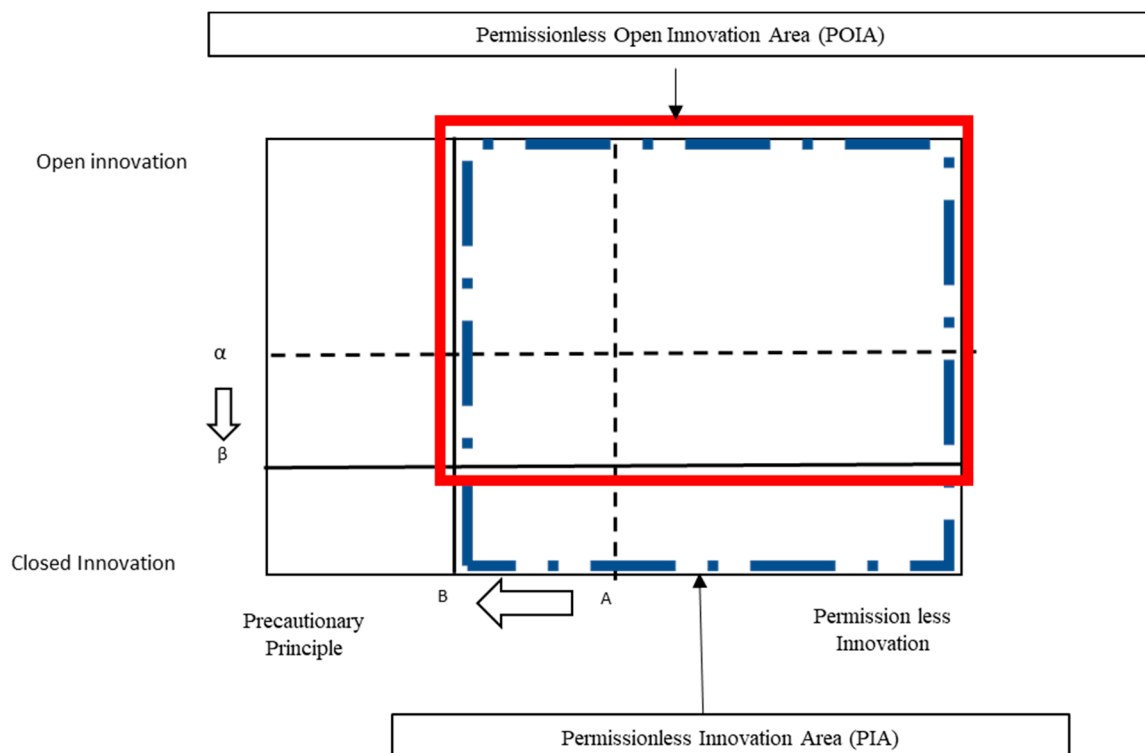 Permissionless Open Innovation Area (POIA)
Open innovation
α
β
Closed Innovation
B
A
Precautionary
Principle
Permission less
Innovation
Permissionless Innovation Area (PIA)